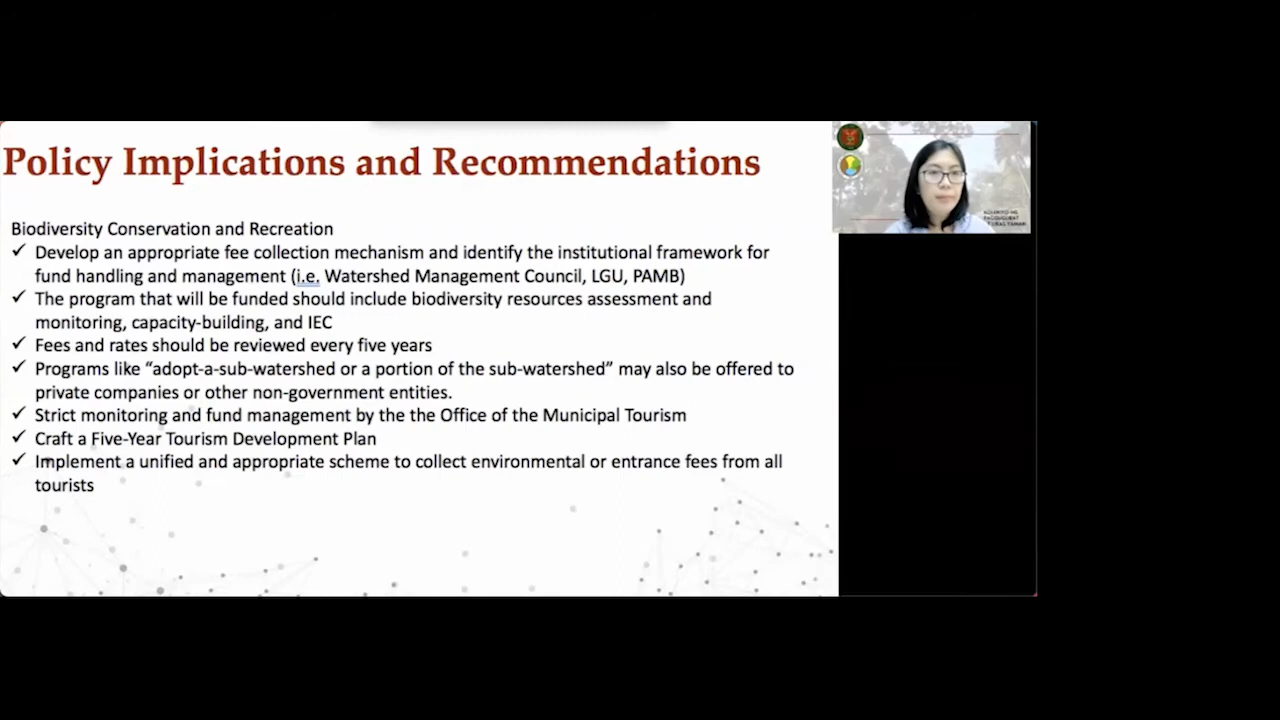 Policy Implications and Recommendations
Biodiversity Conservation and Recreation
✓ Develop an appropriate fee collection mechanism and identify the institutional framework for
fund handling and management (i.e. Watershed Management Council, LGU, PAMB)
✓ The program that will be funded should include biodiversity resources assessment and
monitoring, capacity-building, and IEC
✓ Fees and rates should be reviewed every five years
✓ Programs like “adopt-a-sub-watershed or a portion of the sub-watershed” may also be offered to
private companies or other non-government entities.
✓ Strict monitoring and fund management by the the Office of the Municipal Tourism
✓ Craft a Five-Year Tourism Development Plan
✓ Implement a unified and appropriate scheme to collect environmental or entrance fees from all
tourists